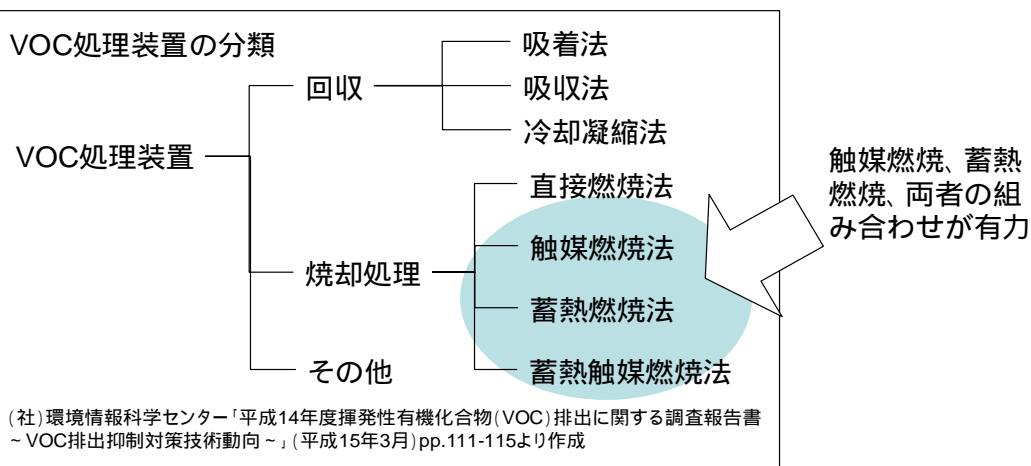 VOC処理装置の分類
吸着法
回収
吸収法
冷却凝縮法
VOC処理装置
直接燃焼法
触媒燃焼法
焼却処理
蓄熱燃焼法
その他
蓄熱触媒燃焼法
触媒燃焼、蓄熱
燃焼、両者の組
み合わせが有力
(社)環境情報科学センター「平成14年度揮発性有機化合物(VOC)排出に関する調査報告書
~VOC排出抑制対策技術動向~」(平成15年3月)pp.111-115より作成